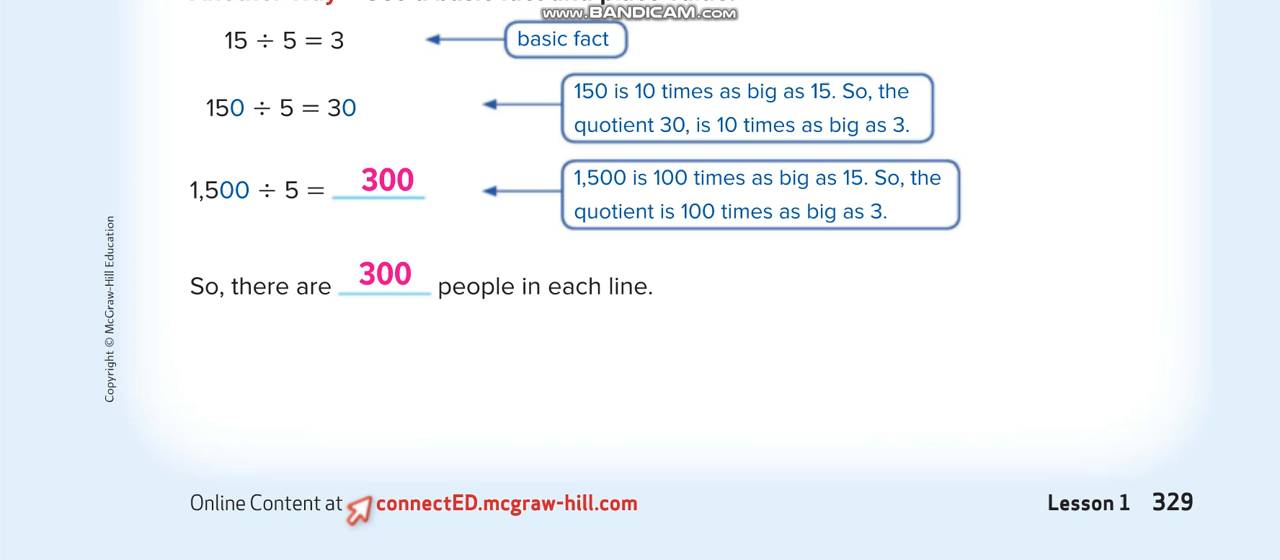 www.BANDICAM.com
15 ÷ 5 = 3
basic fact
150 ÷ 5 = 30
150 is 10 times as big as 15. So, the
quotient 30, is 10 times as big as 3.
1,500 ÷ 5 = 300
1,500 is 100 times as big as 15. So, the
quotient is 100 times as big as 3.
So, there are 300 people in each line.
Copyright © McGraw-Hill Education
Online Content at connectED.mcgraw-hill.com
Lesson 1 329